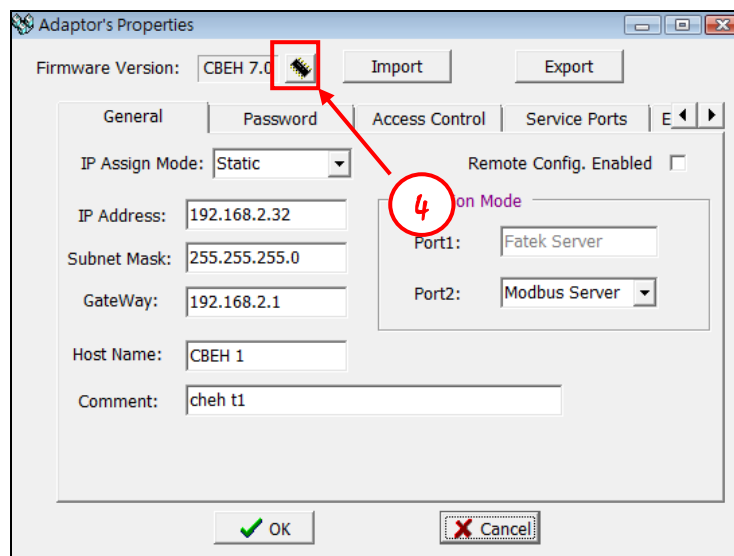 Adaptor's Properties
Firmware Version: CBEH 7.0 Import Export
General Password Access Control Service Ports E
IP Assign Mode: Static Remote Config. Enabled
4 on Mode
IP Address: 192.168.2.32
Port1: Fatek Server
Subnet Mask: 255.255.255.0
Port2: Modbus Server
GateWay: 192.168.2.1
Host Name: CBEH 1
Comment: cheh t1
OK Cancel